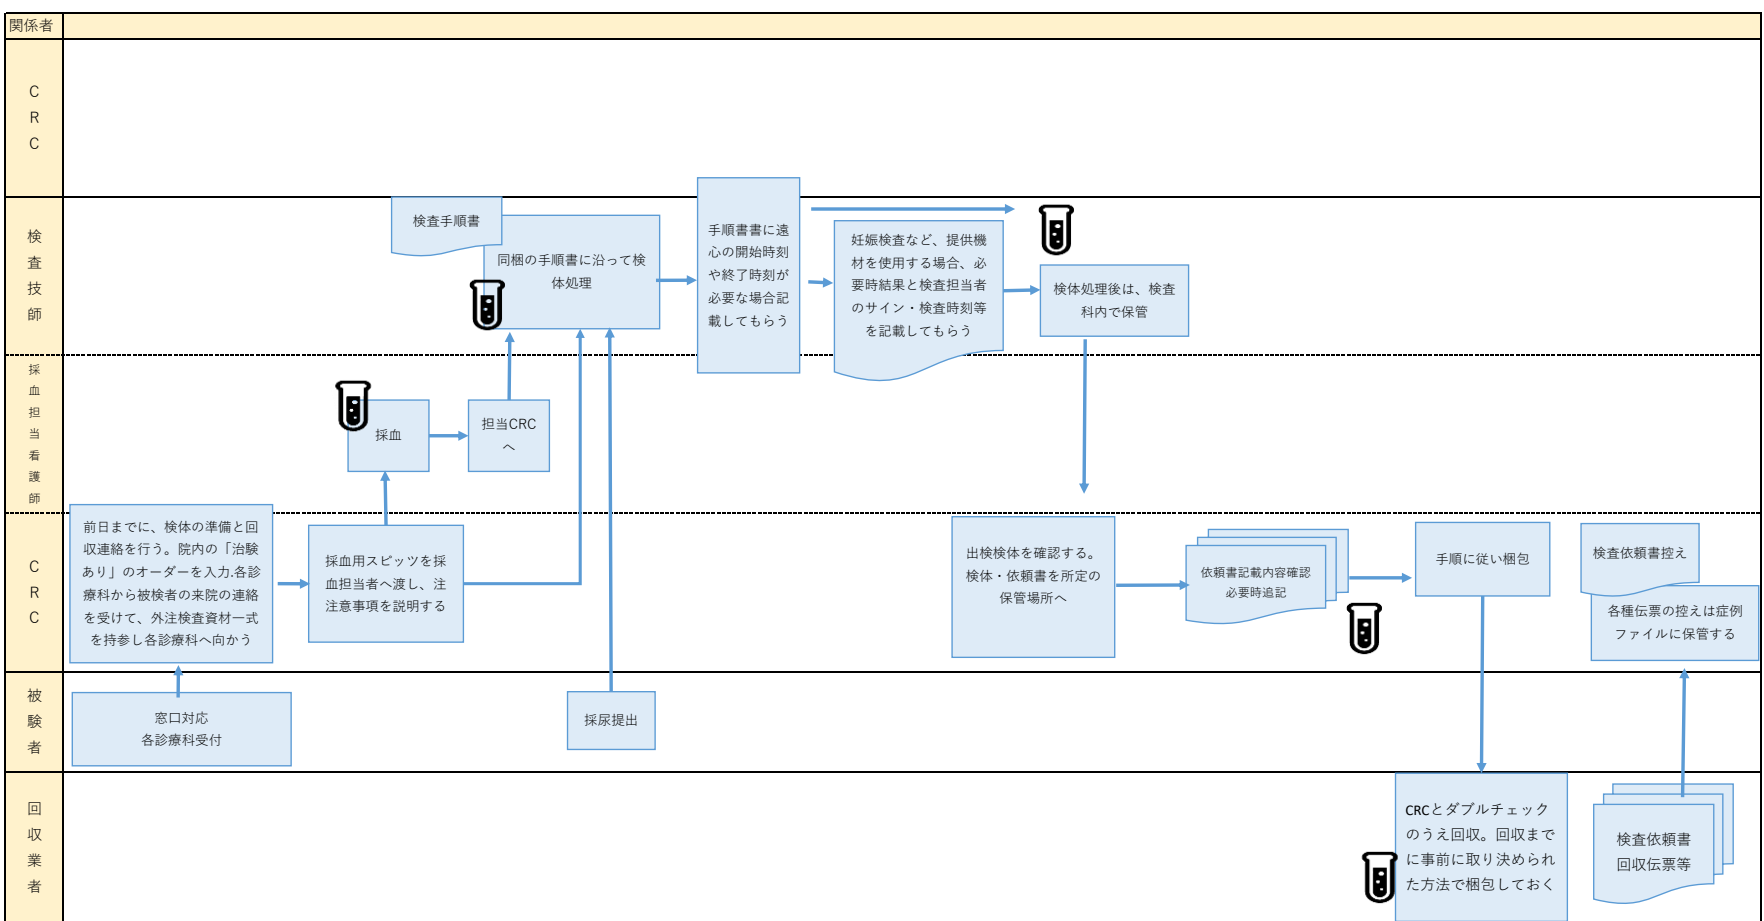 関係者
CRC
検査技師
検査手順書
同梱の手順書に沿って検
体処理
手順書書に遠
心の開始時刻
や終了時刻が
必要な場合記
載してもらう
妊娠検査など、提供機
材を使用する場合、必
要時結果と検査担当者
のサイン・検査時刻等
を記載してもらう
検体処理後は、検査
科内で保管
採血担当看護師
採血
担当CRC
へ
CRC
前日までに、検体の準備と回
収連絡を行う。院内の「治験
あり」のオーダーを入力.各診
療科から被検者の来院の連絡
を受けて、外注検査資材一式
を持参し各診療科へ向かう
採血用スピッツを採
血担当者へ渡し、注
注意事項を説明する
出検検体を確認する。
検体・依頼書を所定の
保管場所へ
依頼書記載内容確認
必要時追記
手順に従い梱包
検査依頼書控え
各種伝票の控えは症例
ファイルに保管する
被験者
窓口対応
各診療科受付
採尿提出
回収業者
CRCとダブルチェック
のうえ回収。回収まで
に事前に取り決められ
た方法で梱包しておく
検査依頼書
回収伝票等